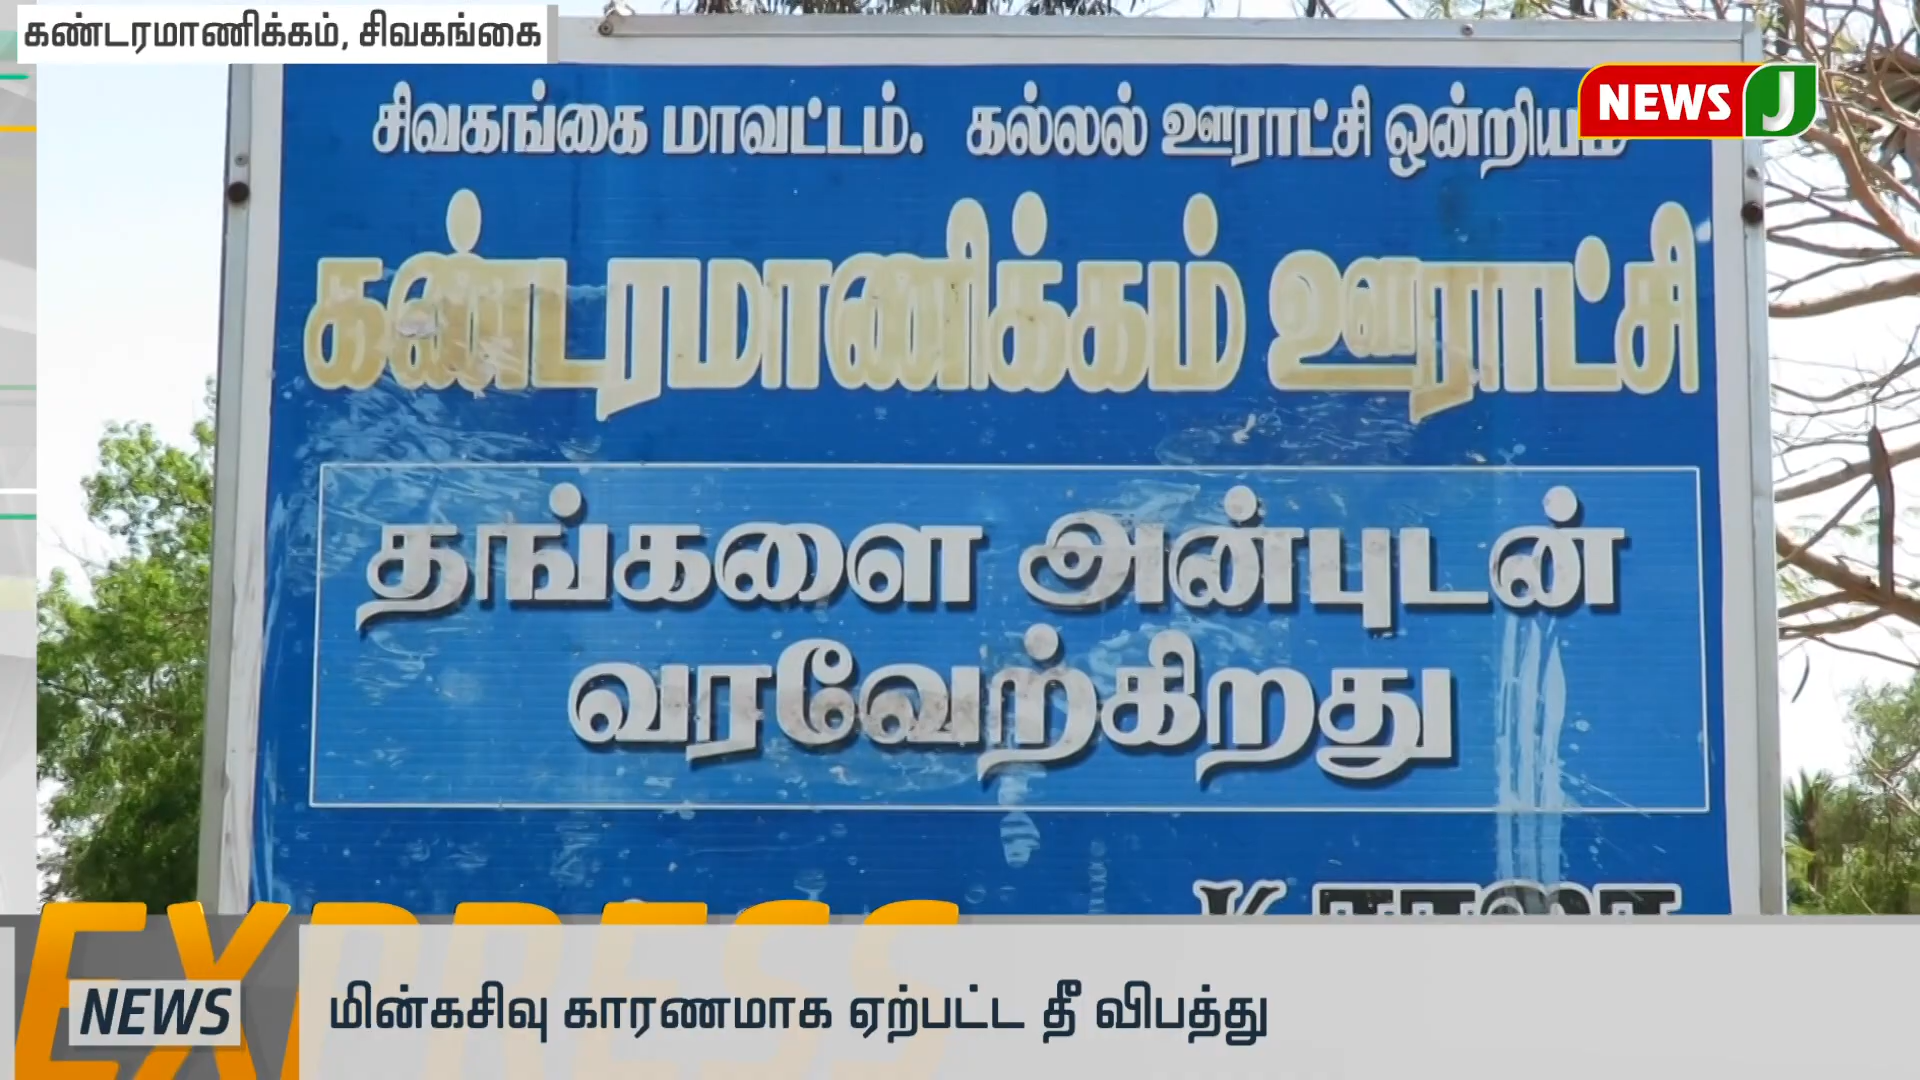 கண்டரமாணிக்கம், சிவகங்கை
NEWS J
சிவகங்கை மாவட்டம். கல்லல் ஊராட்சி ஒன்றியம்
கண்டரமாணிக்கம் ஊராட்சி
தங்களை அன்புடன்
வரவேற்கிறது
EXPRESS
NEWS
மின்கசிவு காரணமாக ஏற்பட்ட தீ விபத்து